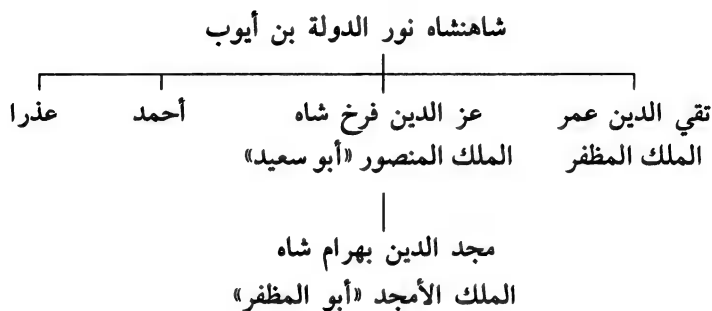 شاهنشاه نور الدولة بن أيوب
تقي الدين عمر عز الدين فرخ شاه أحمد عذرا
الملك المظفر الملك المنصور «أبو سعيد»
مجد الدين بهرام شاه
الملك الأمجد «أبو المظفر»